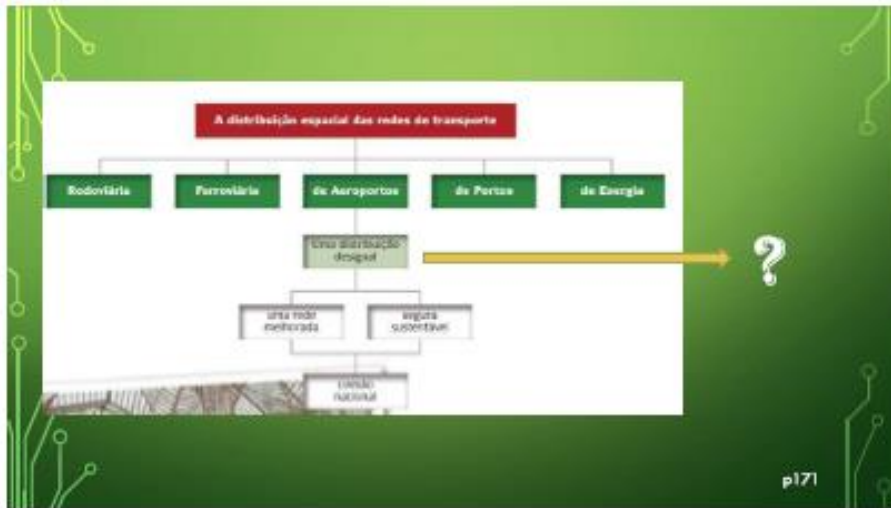 A distribuição espacial das redes de transporte
Rodoviária
Ferroviária
de Aeroportos
de Portos
de Energia
Uma distribuição
desigual
?
uma rede
melhorada
segura
sustentável
coesão
nacional
p171